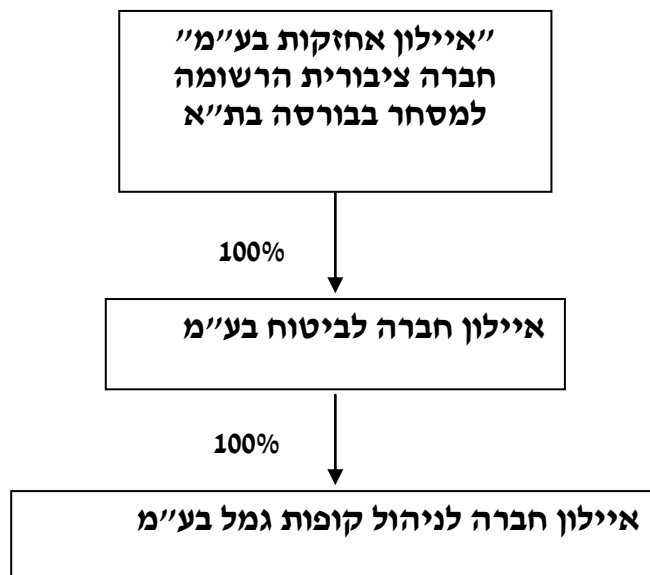 "איילון אחזקות בע"מ"
חברה ציבורית הרשומה
למסחר בבורסה בת"א
100%
איילון חברה לביטוח בע"מ
100%
איילון חברה לניהול קופות גמל בע"מ